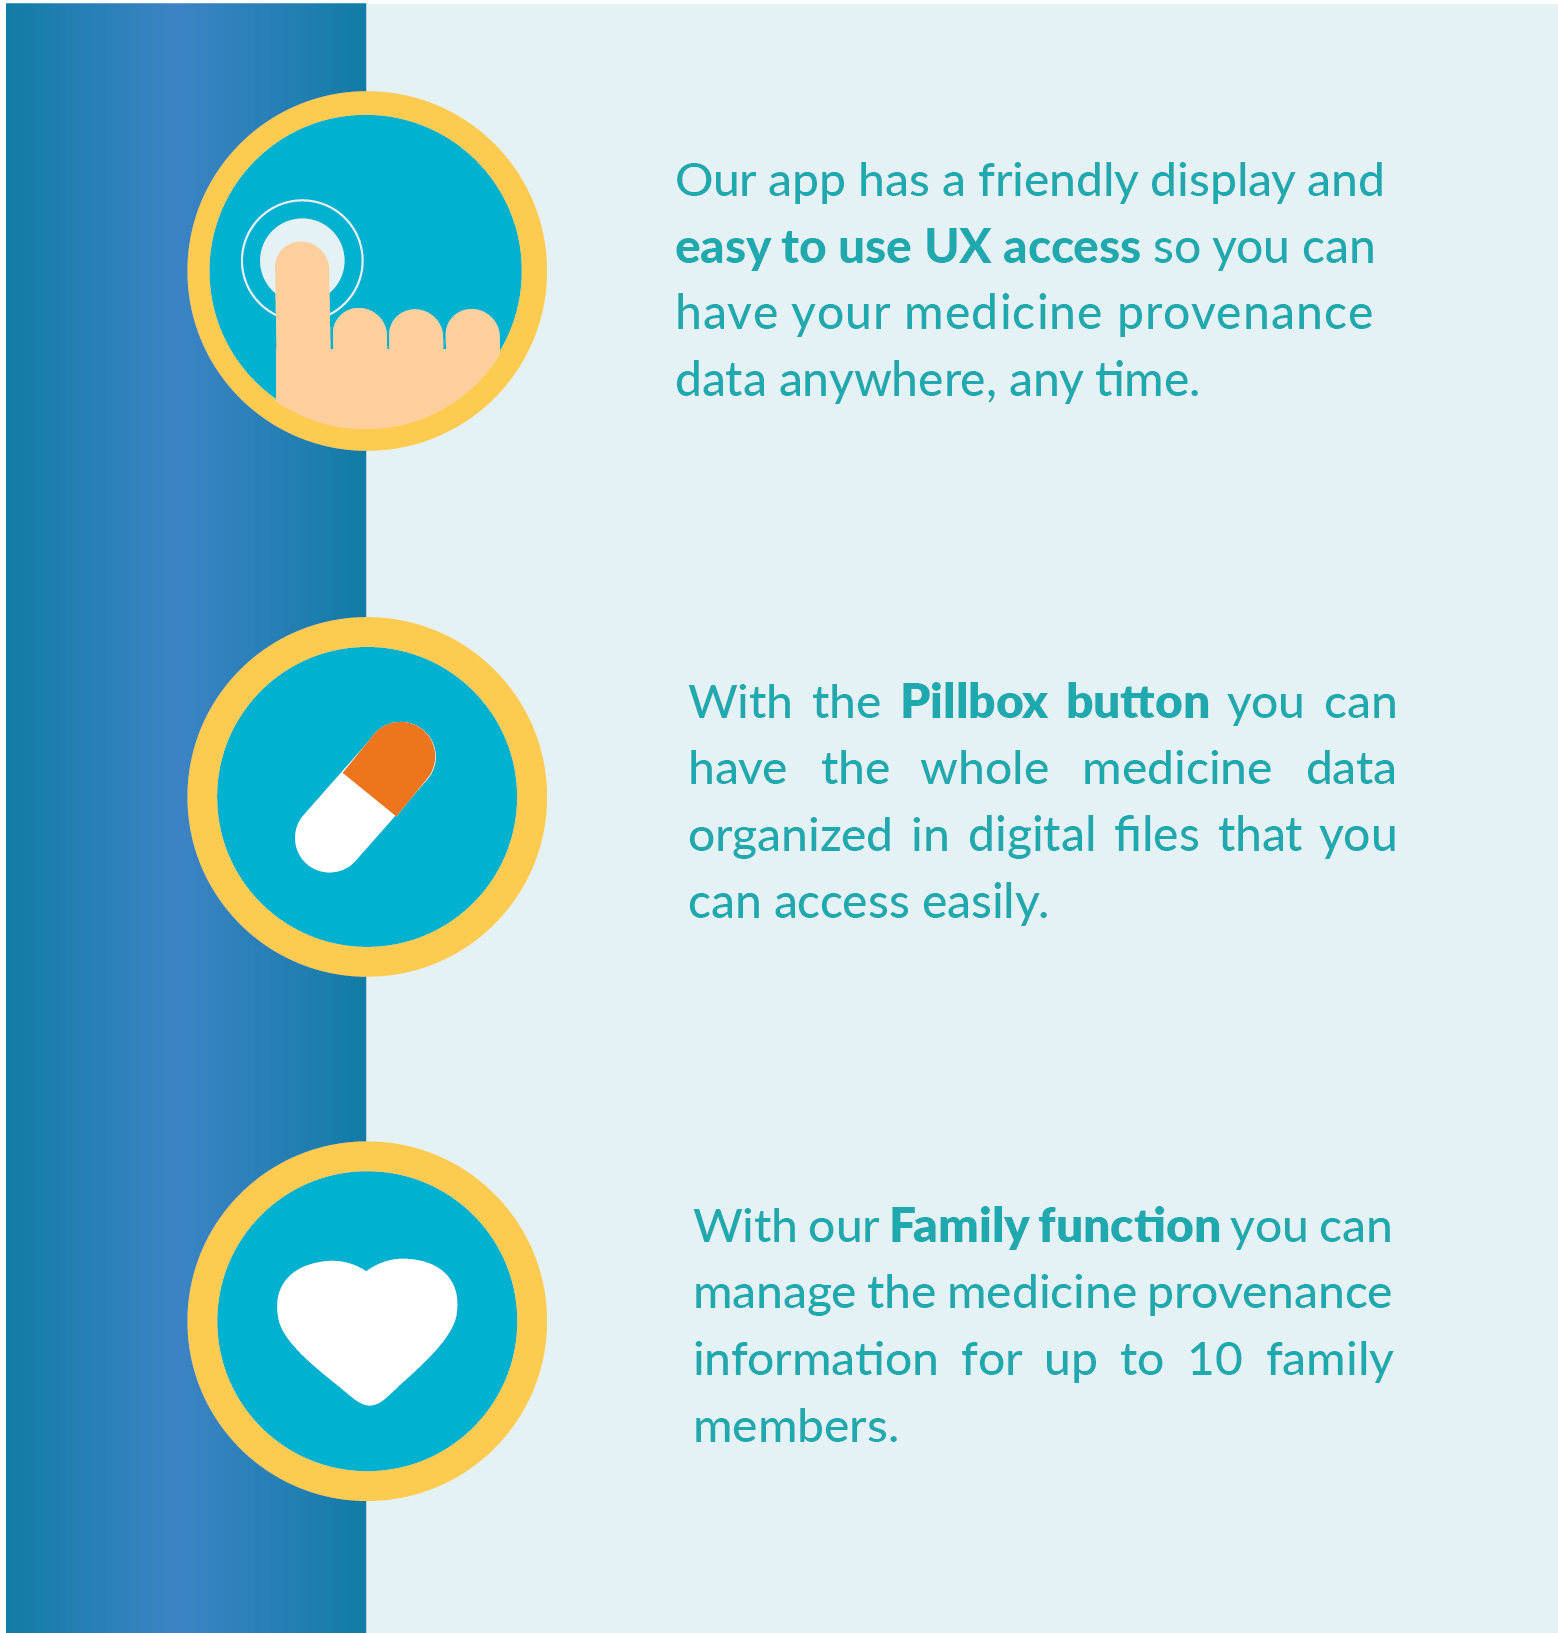 Our app has a friendly display and
easy to use UX access so you can
have your medicine provenance
data anywhere, any time.
With the Pillbox button you can
have the whole medicine data
organized in digital files that you
can access easily.
With our Family function you can
manage the medicine provenance
information for up to 10 family
members.